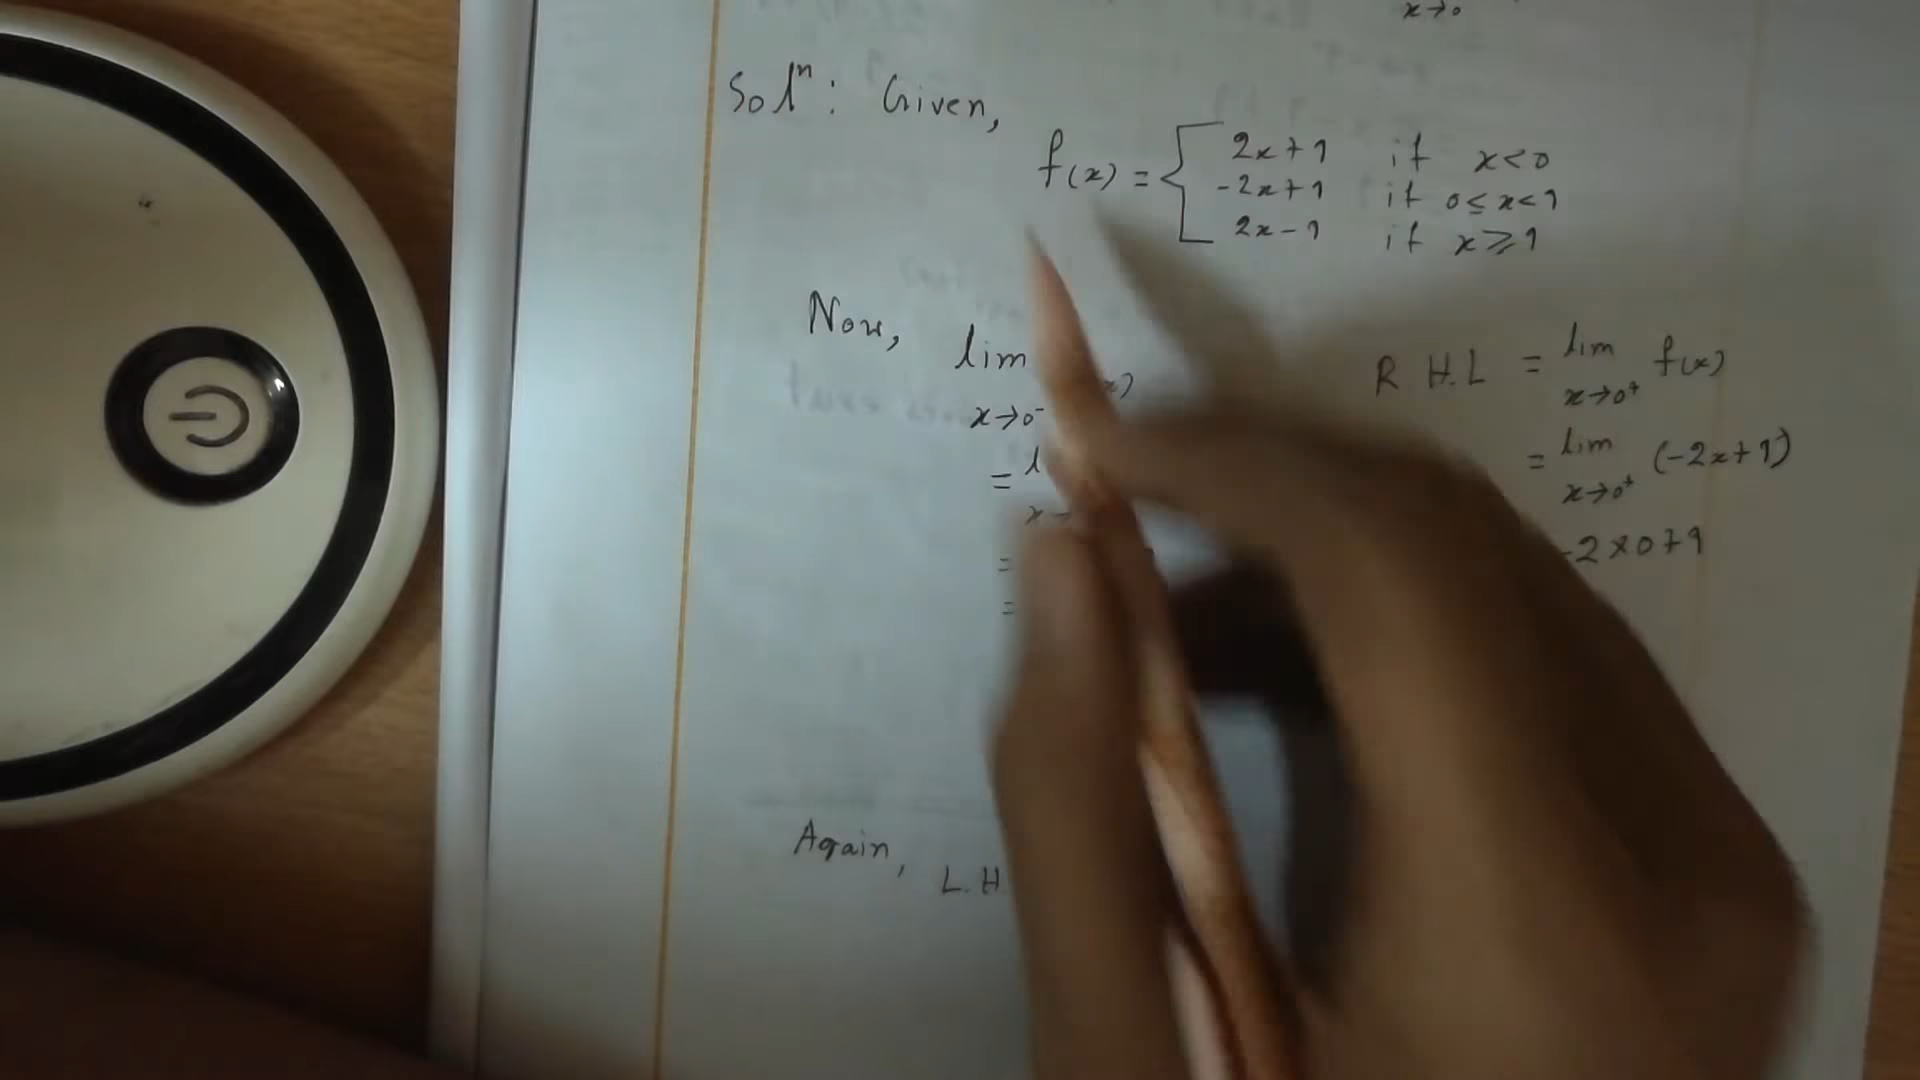 x→0
Solⁿ: Given,
f(x) = { 2x+1 if x<0
-2x+1 if 0≤x<1
2x-1 if x≥1
Now, lim
x→0⁻
=
=
=
R H.L = lim f(x)
x→0⁺
= lim (-2x+1)
x→0⁺
-2×0+1
Again, L.H